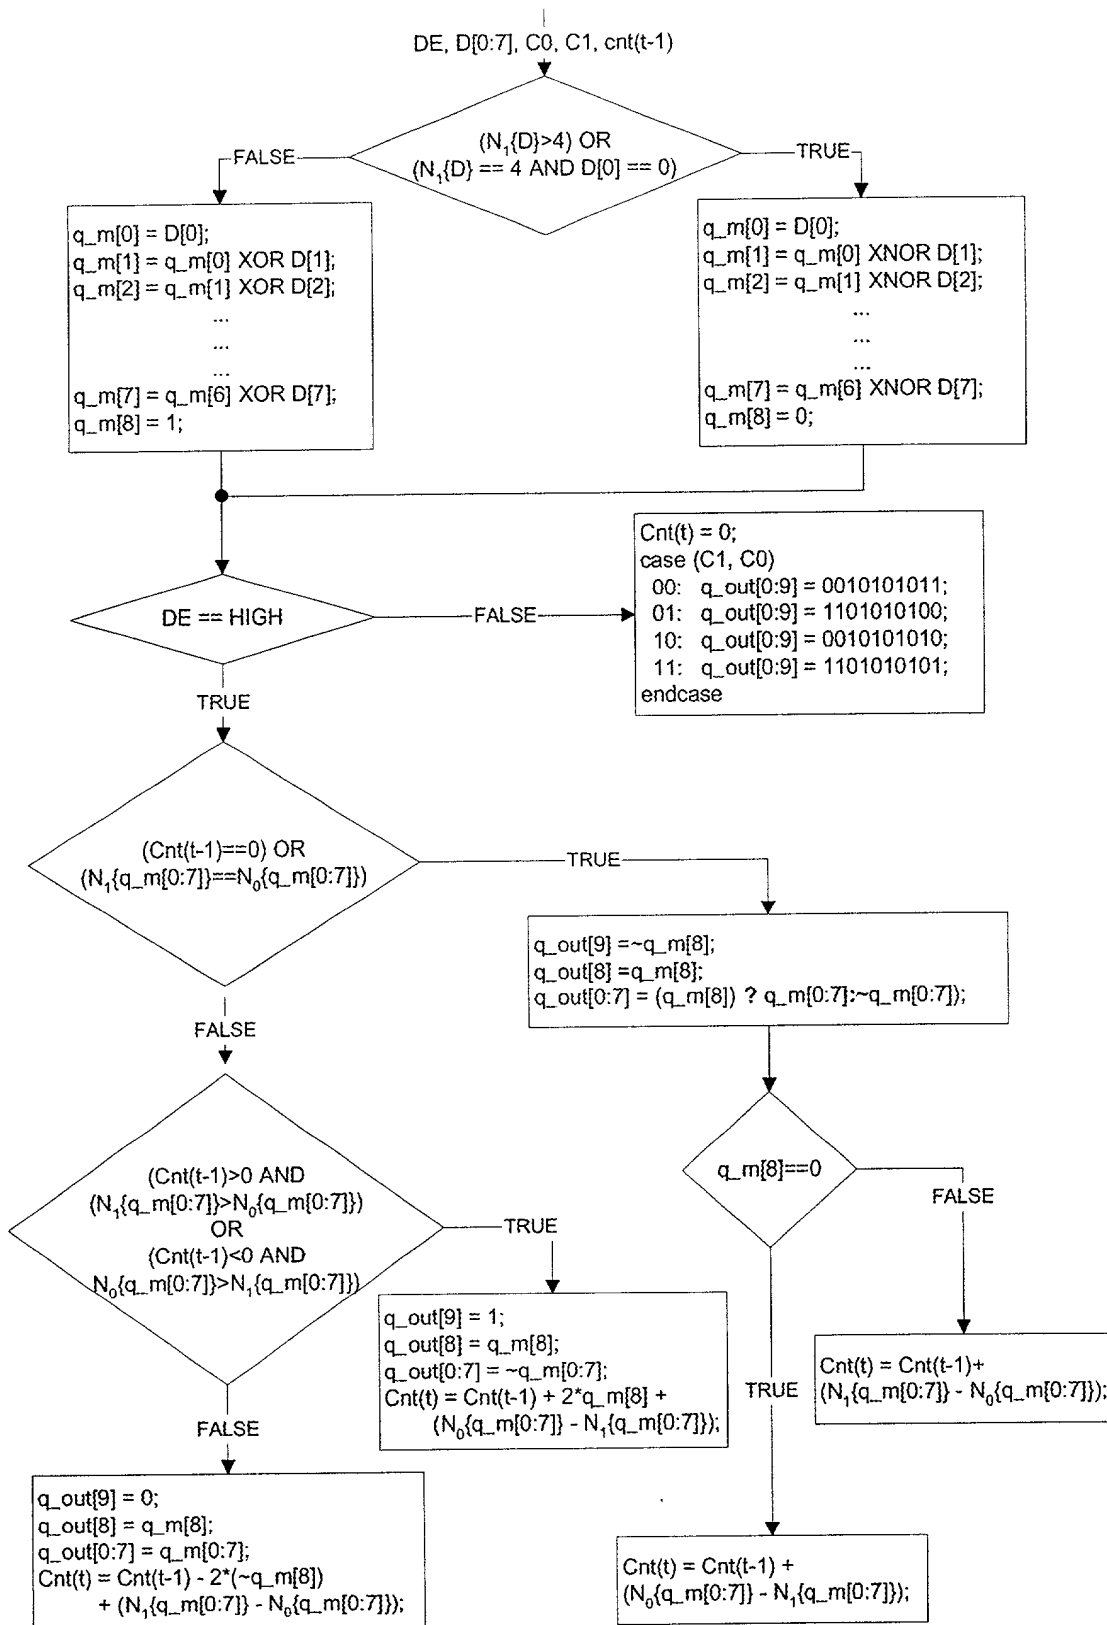 DE, D[0:7], C0, C1, cnt(t-1)
(N₁{D}>4) OR
(N₁{D} == 4 AND D[0] == 0)
FALSE
TRUE
q_m[0] = D[0];
q_m[1] = q_m[0] XOR D[1];
q_m[2] = q_m[1] XOR D[2];
...
...
...
q_m[7] = q_m[6] XOR D[7];
q_m[8] = 1;
q_m[0] = D[0];
q_m[1] = q_m[0] XNOR D[1];
q_m[2] = q_m[1] XNOR D[2];
...
...
...
q_m[7] = q_m[6] XNOR D[7];
q_m[8] = 0;
DE == HIGH
FALSE
Cnt(t) = 0;
case (C1, C0)
00: q_out[0:9] = 0010101011;
01: q_out[0:9] = 1101010100;
10: q_out[0:9] = 0010101010;
11: q_out[0:9] = 1101010101;
endcase
TRUE
(Cnt(t-1)==0) OR
(N₁{q_m[0:7]}==N₀{q_m[0:7]})
TRUE
q_out[9] =~q_m[8];
q_out[8] =q_m[8];
q_out[0:7] = (q_m[8]) ? q_m[0:7]:~q_m[0:7]);
FALSE
(Cnt(t-1)>0 AND
(N₁{q_m[0:7]}>N₀{q_m[0:7]})
OR
(Cnt(t-1)<0 AND
N₀{q_m[0:7]}>N₁{q_m[0:7]})
TRUE
q_m[8]==0
FALSE
q_out[9] = 1;
q_out[8] = q_m[8];
q_out[0:7] = ~q_m[0:7];
Cnt(t) = Cnt(t-1) + 2*q_m[8] +
(N₀{q_m[0:7]} - N₁{q_m[0:7]});
Cnt(t) = Cnt(t-1)+
(N₁{q_m[0:7]} - N₀{q_m[0:7]});
TRUE
FALSE
q_out[9] = 0;
q_out[8] = q_m[8];
q_out[0:7] = q_m[0:7];
Cnt(t) = Cnt(t-1) - 2*(~q_m[8])
+ (N₁{q_m[0:7]} - N₀{q_m[0:7]});
Cnt(t) = Cnt(t-1) +
(N₀{q_m[0:7]} - N₁{q_m[0:7]});